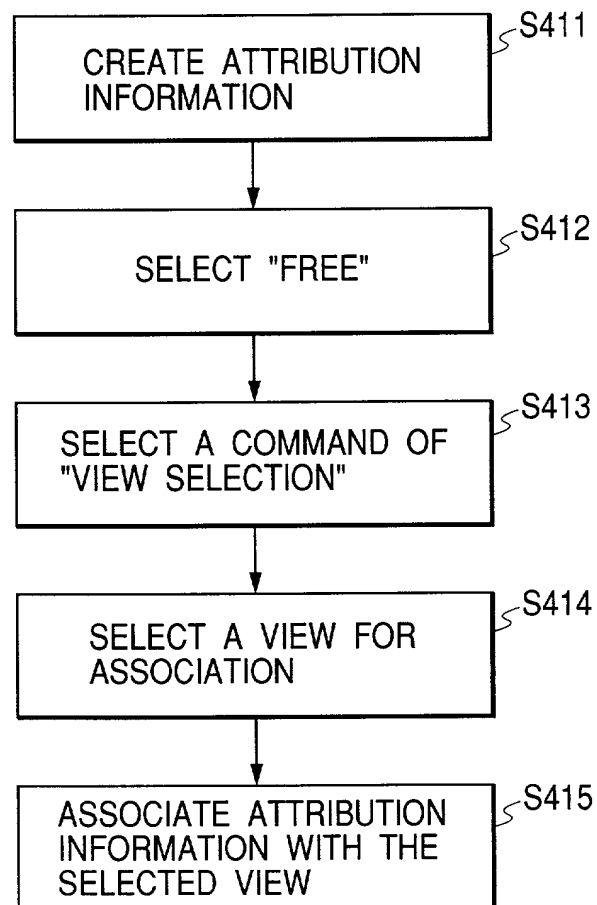 S411
CREATE ATTRIBUTION
INFORMATION
S412
SELECT "FREE"
S413
SELECT A COMMAND OF
"VIEW SELECTION"
S414
SELECT A VIEW FOR
ASSOCIATION
S415
ASSOCIATE ATTRIBUTION
INFORMATION WITH THE
SELECTED VIEW